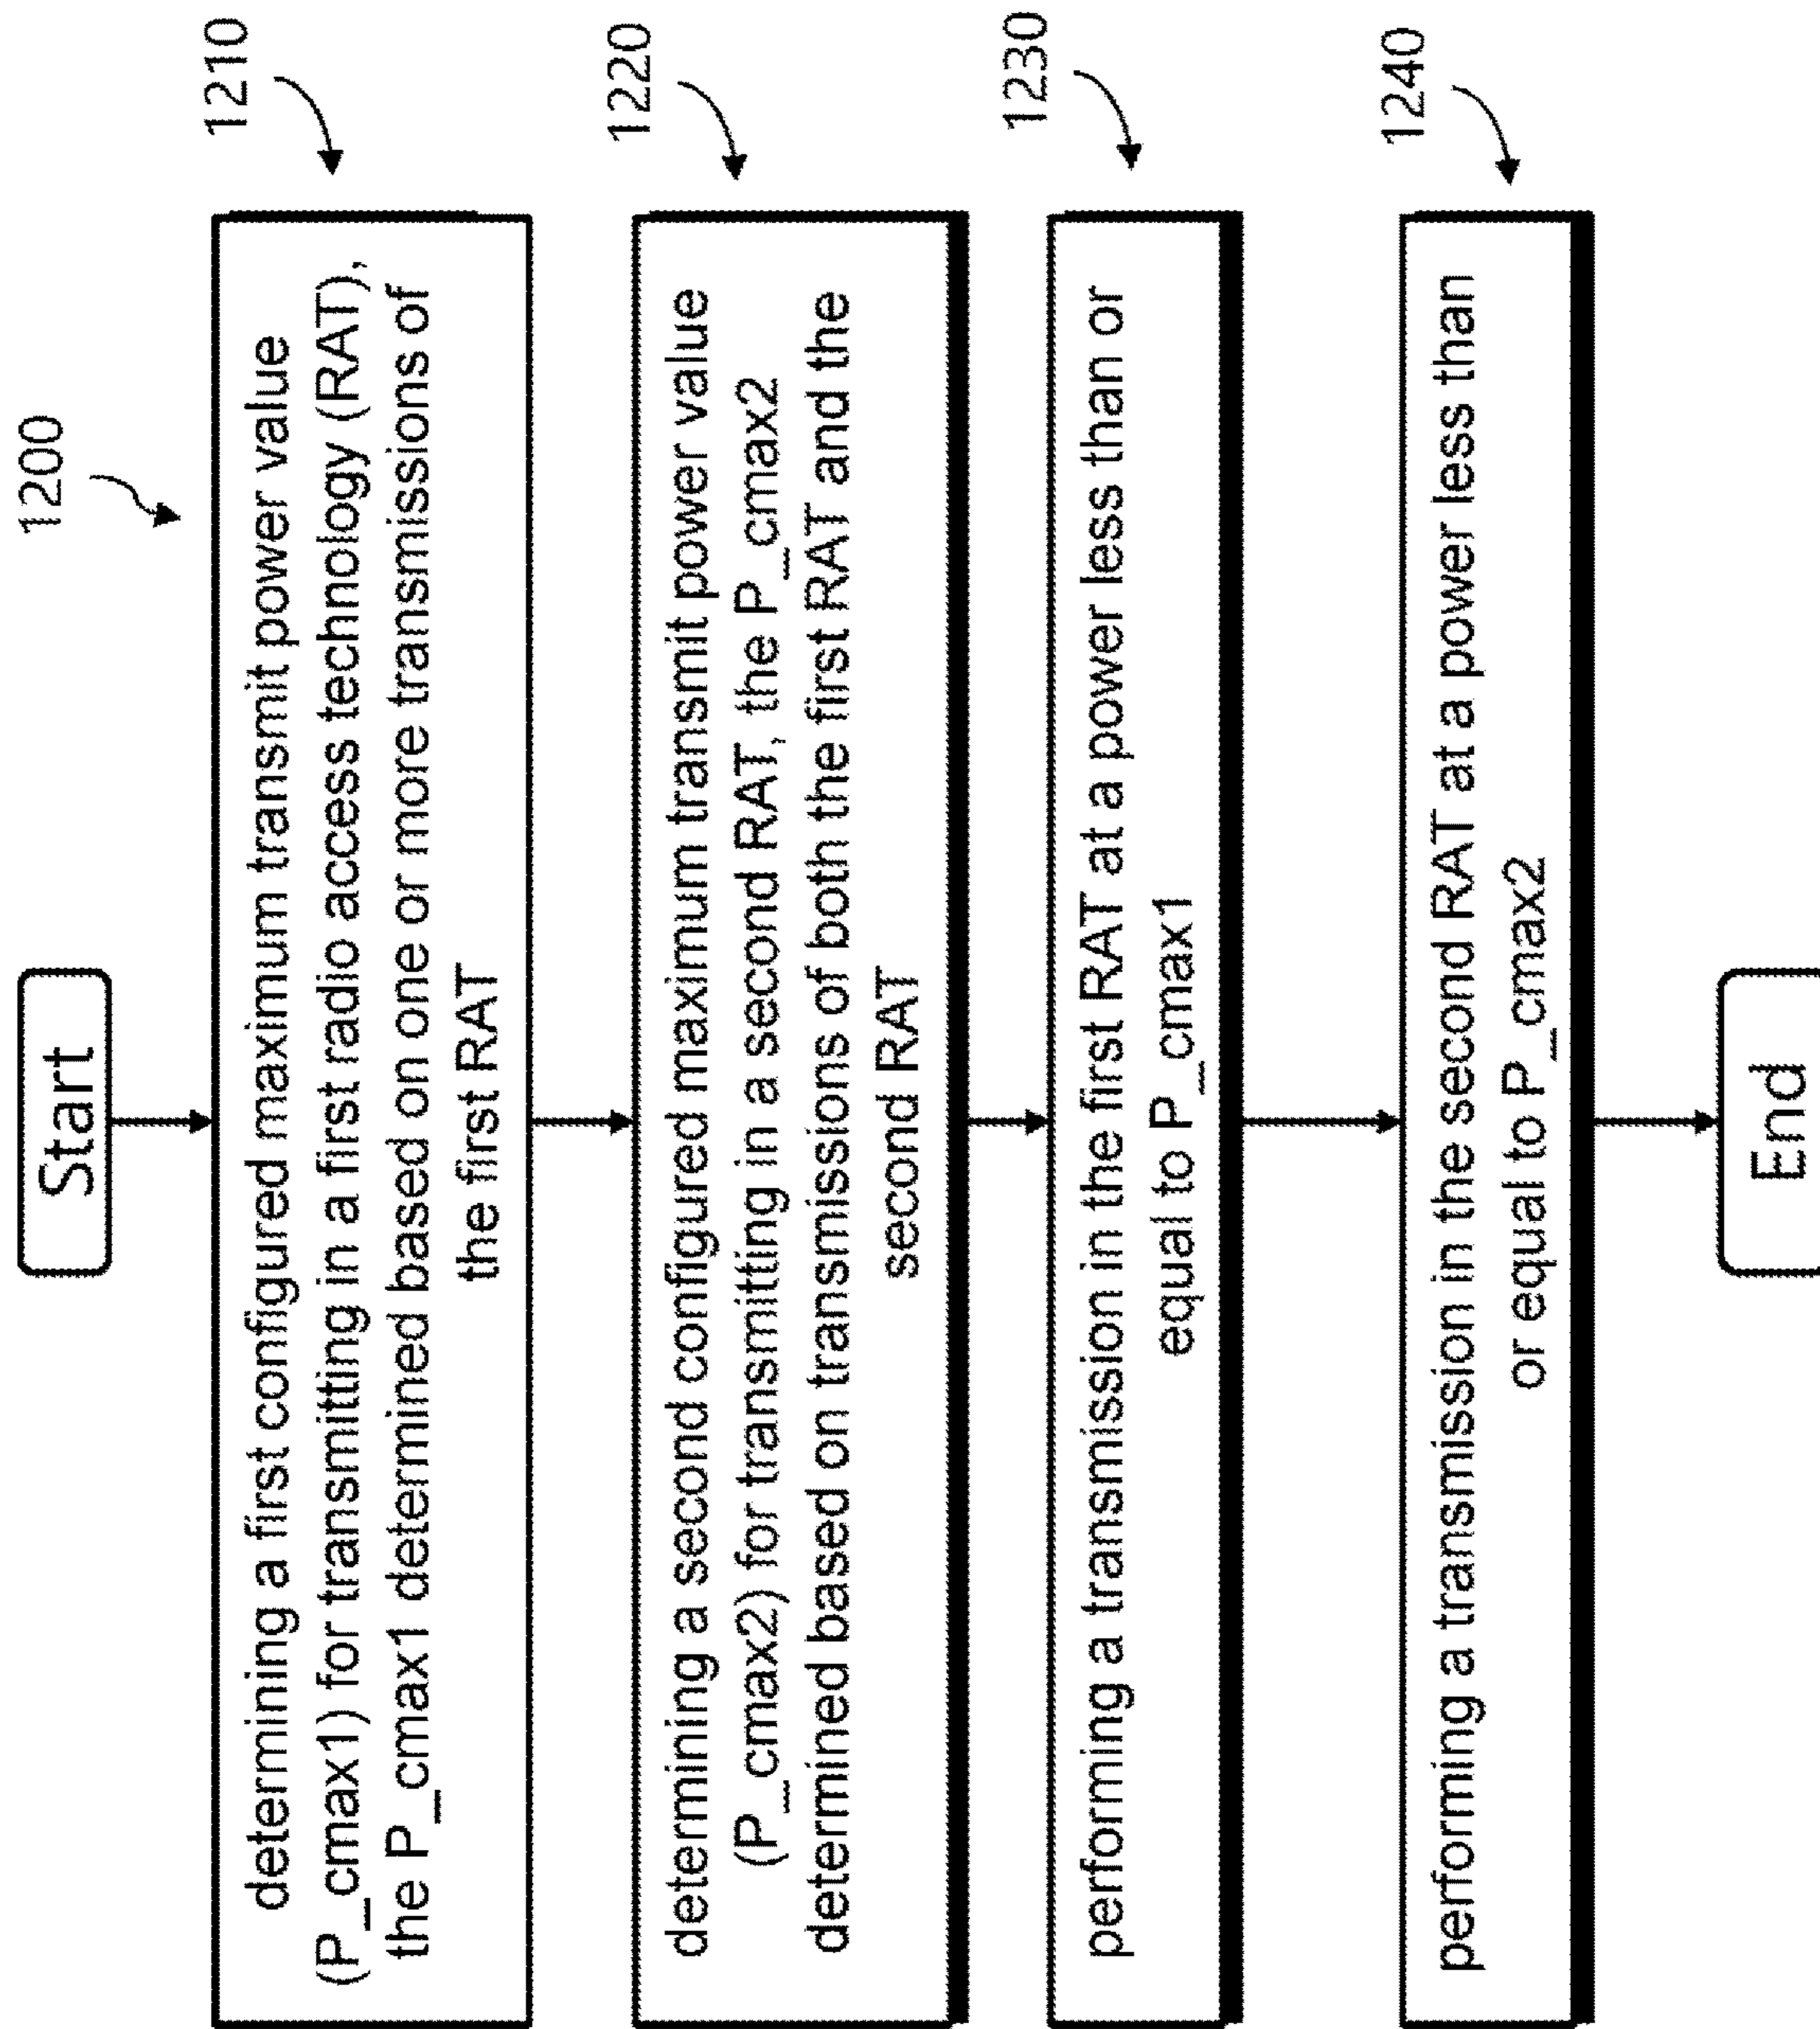 1200
Start
determining a first configured maximum transmit power value
(P_cmax1) for transmitting in a first radio access technology (RAT),
the P_cmax1 determined based on one or more transmissions of
the first RAT
1210
determining a second configured maximum transmit power value
(P_cmax2) for transmitting in a second RAT, the P_cmax2
determined based on transmissions of both the first RAT and the
second RAT
1220
performing a transmission in the first RAT at a power less than or
equal to P_cmax1
1230
performing a transmission in the second RAT at a power less than
or equal to P_cmax2
1240
End